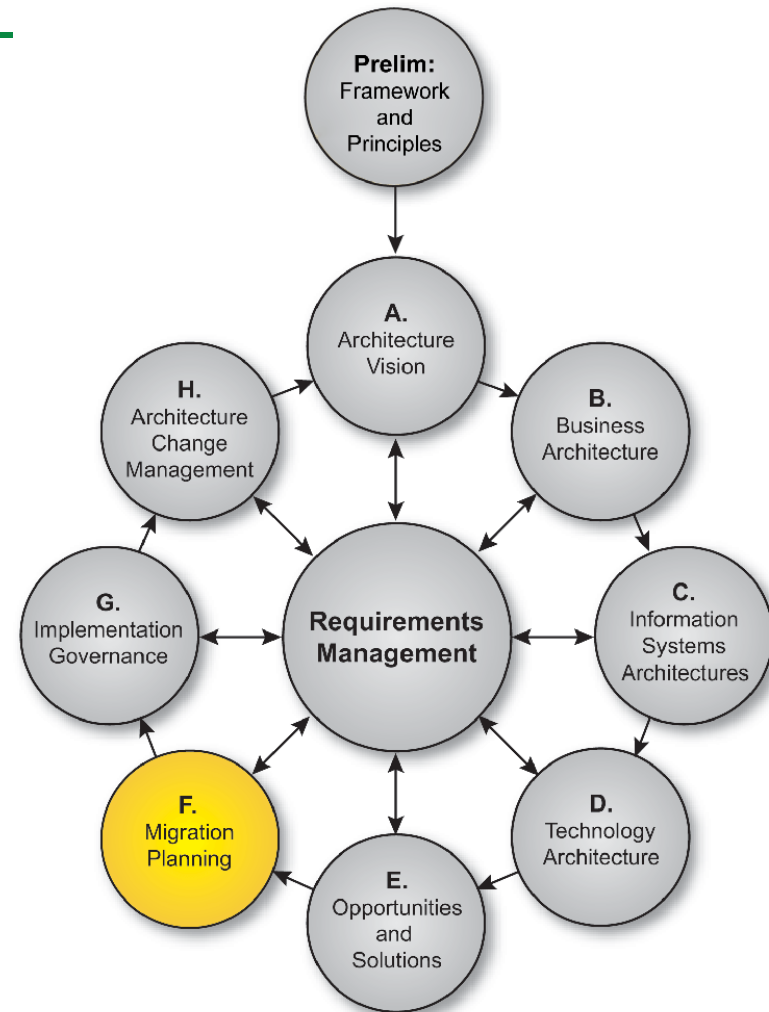 Prelim:
Framework
and
Principles
A.
Architecture
Vision
B.
Business
Architecture
C.
Information
Systems
Architectures
D.
Technology
Architecture
E.
Opportunities
and
Solutions
F.
Migration
Planning
G.
Implementation
Governance
H.
Architecture
Change
Management
Requirements
Management